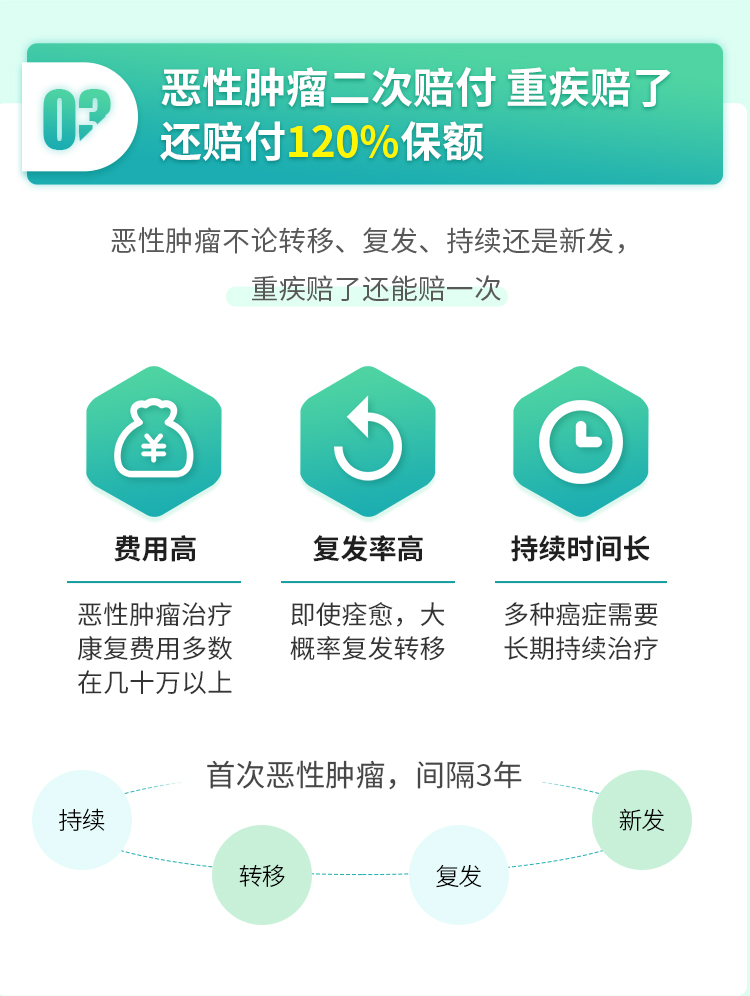 03
恶性肿瘤二次赔付 重疾赔了
还赔付120%保额
恶性肿瘤不论转移、复发、持续还是新发，
重疾赔了还能赔一次
¥
费用高
恶性肿瘤治疗
康复费用多数
在几十万以上
复发率高
即使痊愈，大
概率复发转移
持续时间长
多种癌症需要
长期持续治疗
首次恶性肿瘤，间隔3年
持续
转移
复发
新发